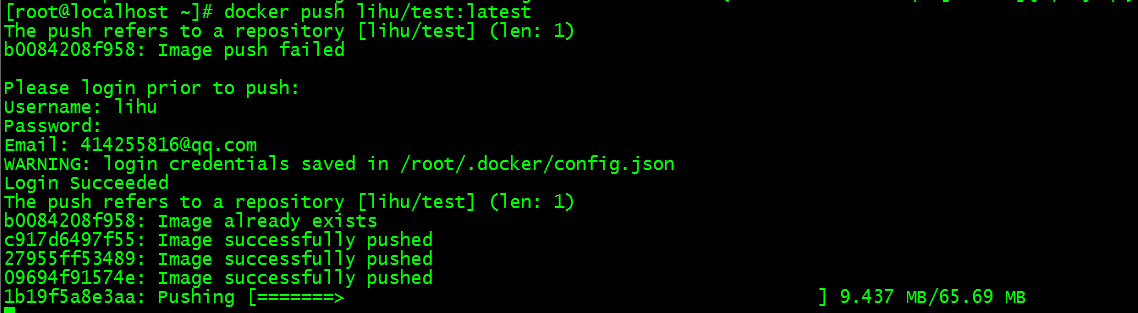 [root@localhost ~]# docker push lihu/test:latest
The push refers to a repository [lihu/test] (len: 1)
b0084208f958: Image push failed
Please login prior to push:
Username: lihu
Password:
Email: 414255816@qq.com
WARNING: login credentials saved in /root/.docker/config.json
Login Succeeded
The push refers to a repository [lihu/test] (len: 1)
b0084208f958: Image already exists
c917d6497f55: Image successfully pushed
27955ff53489: Image successfully pushed
09694f91574e: Image successfully pushed
1b19f5a8e3aa: Pushing [=======>                                           ] 9.437 MB/65.69 MB